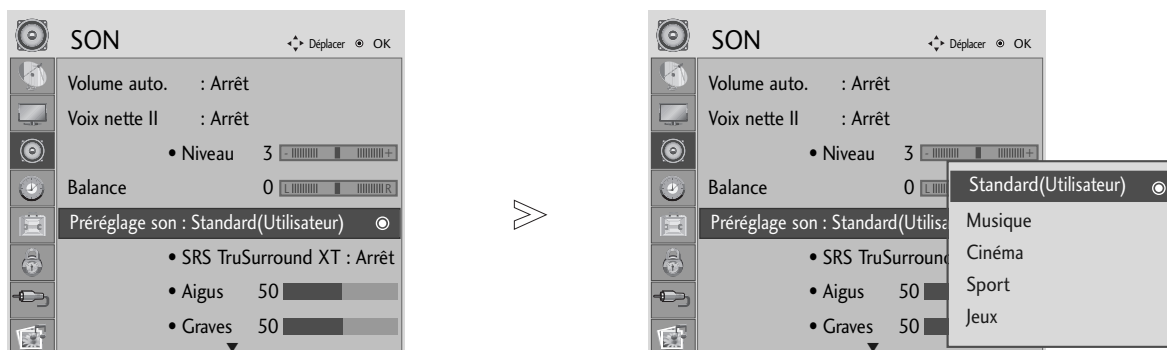 SON
Déplacer OK
Volume auto. : Arrêt
Voix nette II : Arrêt
• Niveau 3 - +
Balance 0 L R
Préréglage son : Standard(Utilisateur)
• SRS TruSurround XT : Arrêt
• Aigus 50
• Graves 50
SON
Déplacer OK
Volume auto. : Arrêt
Voix nette II : Arrêt
• Niveau 3 - +
Balance 0 L
Préréglage son : Standard(Utilisa
• SRS TruSurround
• Aigus 50
• Graves 50
Standard(Utilisateur)
Musique
Cinéma
Sport
Jeux